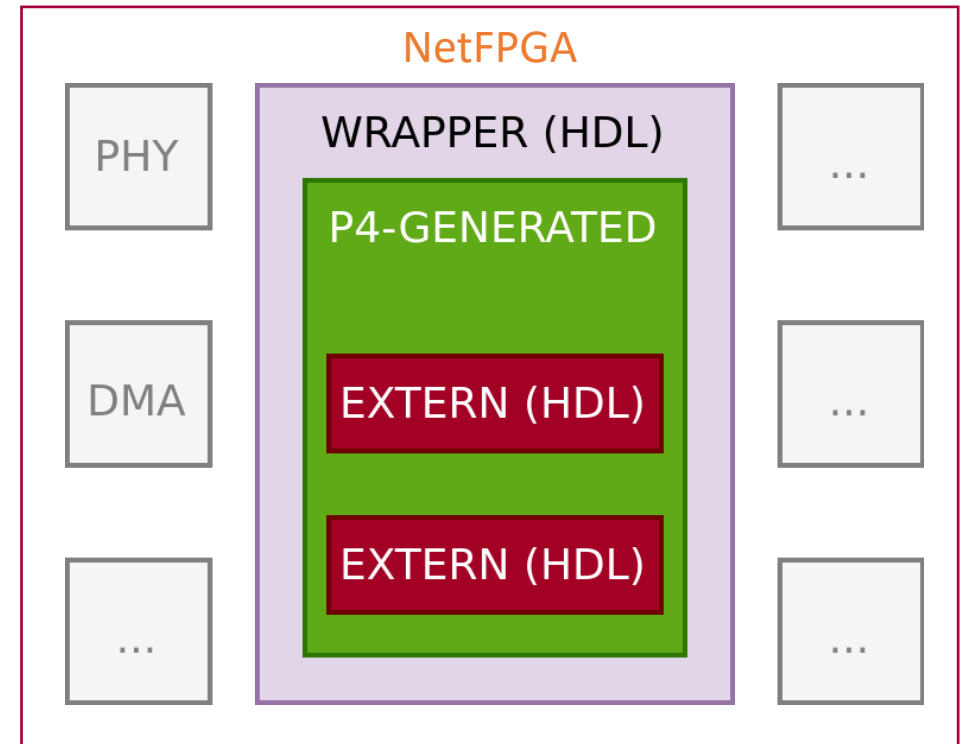 NetFPGA
PHY
WRAPPER (HDL)
...
P4-GENERATED
DMA
EXTERN (HDL)
...
EXTERN (HDL)
...
...